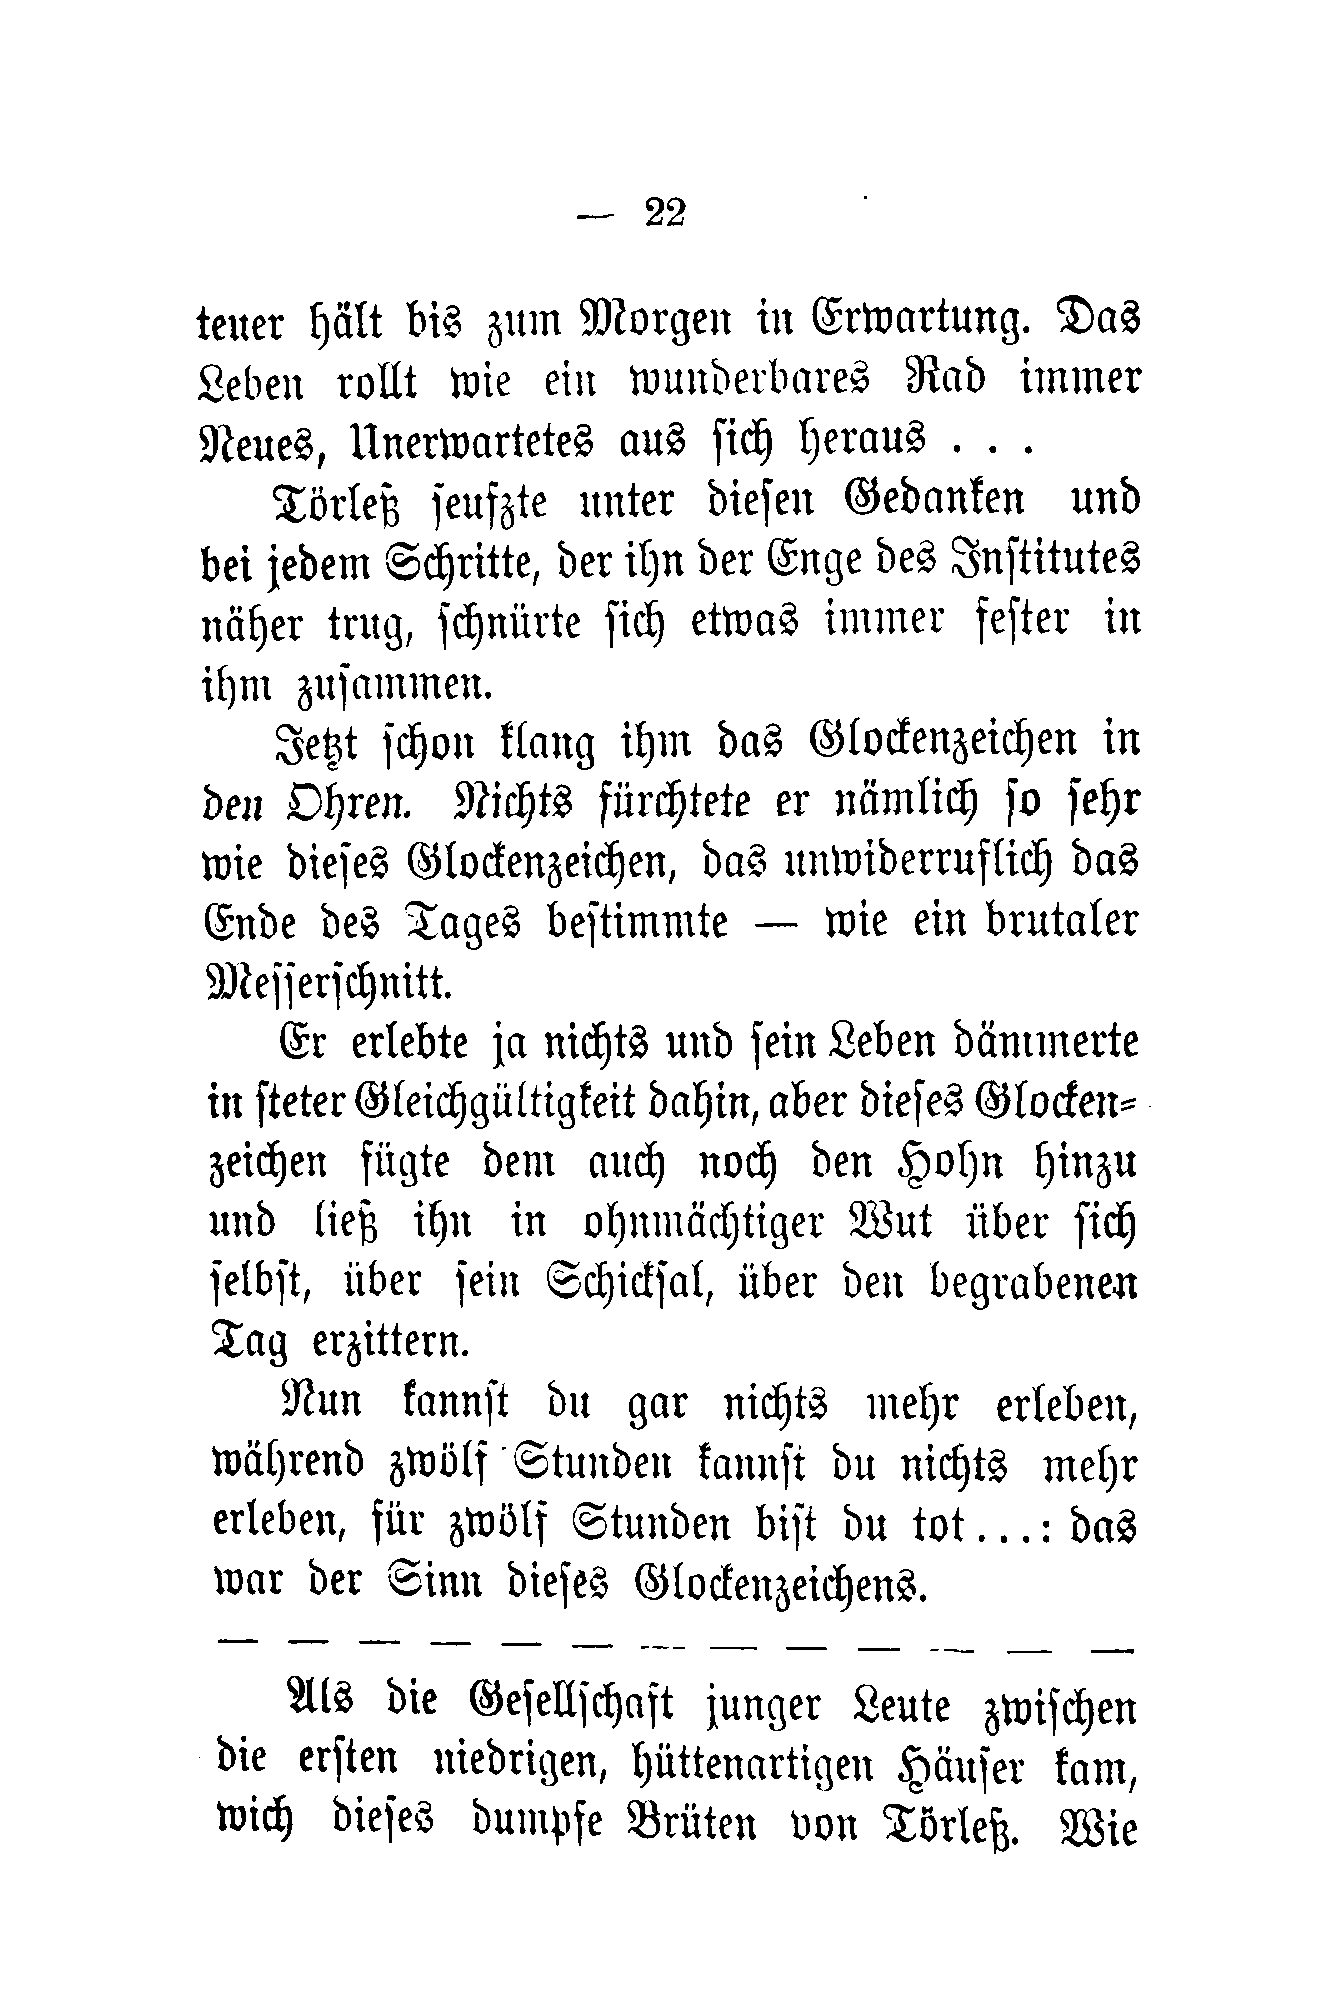 — 22
teuer hält bis zum Morgen in Erwartung. Das
Leben rollt wie ein wunderbares Rad immer
Neues, Unerwartetes aus sich heraus . . .
Törleß seufzte unter diesen Gedanken und
bei jedem Schritte, der ihn der Enge des Institutes
näher trug, schnürte sich etwas immer fester in
ihm zusammen.
Jetzt schon klang ihm das Glockenzeichen in
den Ohren. Nichts fürchtete er nämlich so sehr
wie dieses Glockenzeichen, das unwiderruflich das
Ende des Tages bestimmte — wie ein brutaler
Messerschnitt.
Er erlebte ja nichts und sein Leben dämmerte
in steter Gleichgültigkeit dahin, aber dieses Glocken-
zeichen fügte dem auch noch den Hohn hinzu
und ließ ihn in ohnmächtiger Wut über sich
selbst, über sein Schicksal, über den begrabenen
Tag erzittern.
Nun kannst du gar nichts mehr erleben,
während zwölf Stunden kannst du nichts mehr
erleben, für zwölf Stunden bist du tot...: das
war der Sinn dieses Glockenzeichens.
— — — — — — — — — — — — —
Als die Gesellschaft junger Leute zwischen
die ersten niedrigen, hüttenartigen Häuser kam,
wich dieses dumpfe Brüten von Törleß. Wie